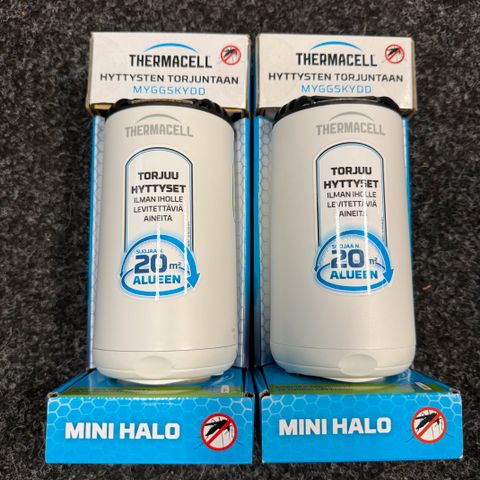 THERMACELL
HYTTYSTEN TORJUNTAAN
MYGGSKYDD
THERMACELL
TORJUU
HYTTYSET
ILMAN IHOLLE
LEVITETTÄVIÄ
AINEITA
SUOJAA N.
20 m²
ALUEEN
MINI HALO
THERMACELL
HYTTYSTEN TORJUNTAAN
MYGGSKYDD
THERMACELL
TORJUU
HYTTYSET
ILMAN IHOLLE
LEVITETTÄVIÄ
AINEITA
SUOJAA N.
20 m²
ALUEEN
MINI HALO